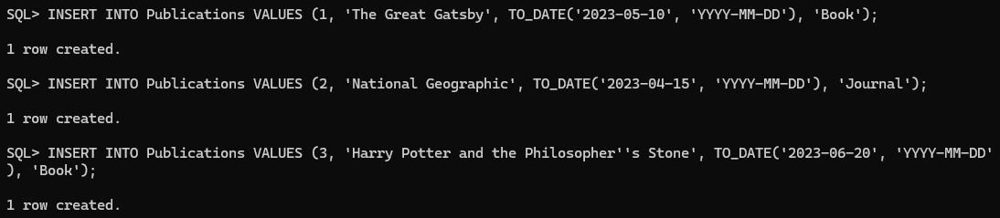 SQL> INSERT INTO Publications VALUES (1, 'The Great Gatsby', TO_DATE('2023-05-10', 'YYYY-MM-DD'), 'Book');
1 row created.
SQL> INSERT INTO Publications VALUES (2, 'National Geographic', TO_DATE('2023-04-15', 'YYYY-MM-DD'), 'Journal');
1 row created.
SQL> INSERT INTO Publications VALUES (3, 'Harry Potter and the Philosopher''s Stone', TO_DATE('2023-06-20', 'YYYY-MM-DD'
), 'Book');
1 row created.